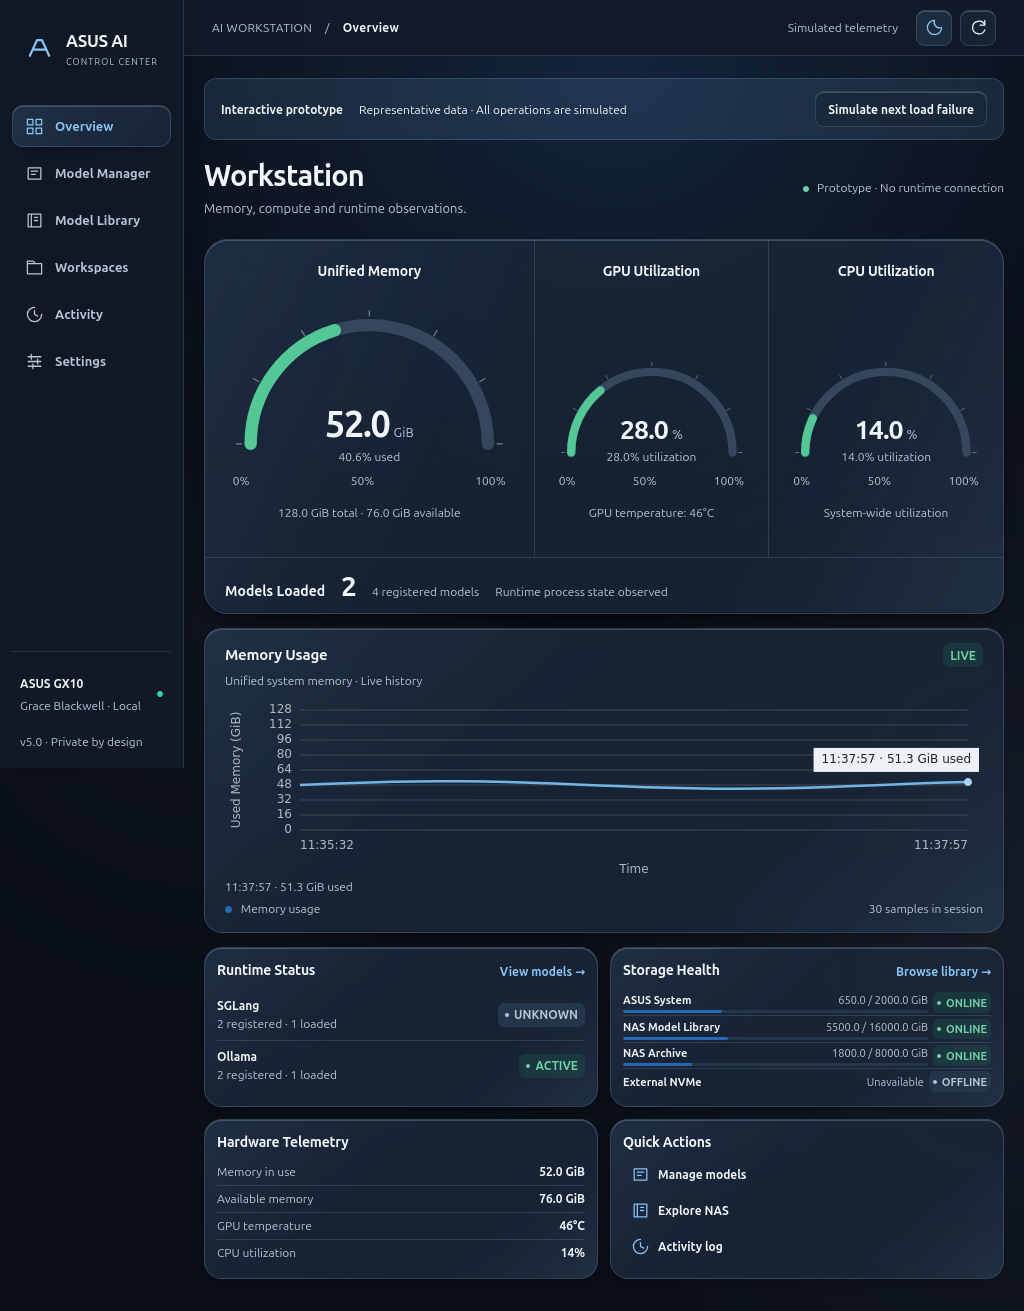 ASUS AI
CONTROL CENTER
Overview
Model Manager
Model Library
Workspaces
Activity
Settings
ASUS GX10
Grace Blackwell · Local
v5.0 · Private by design
AI WORKSTATION / Overview
Simulated telemetry
Interactive prototype Representative data · All operations are simulated
Simulate next load failure
Workstation
Memory, compute and runtime observations.
Prototype · No runtime connection
Unified Memory
52.0 GiB
40.6% used
0% 50% 100%
128.0 GiB total · 76.0 GiB available
GPU Utilization
28.0 %
28.0% utilization
0% 50% 100%
GPU temperature: 46°C
CPU Utilization
14.0 %
14.0% utilization
0% 50% 100%
System-wide utilization
Models Loaded 2 4 registered models Runtime process state observed
Memory Usage
LIVE
Unified system memory · Live history
Used Memory (GiB)
128
112
96
80
64
48
32
16
0
11:37:57 · 51.3 GiB used
11:35:32 11:37:57
Time
11:37:57 · 51.3 GiB used
Memory usage
30 samples in session
Runtime Status
View models →
SGLang
2 registered · 1 loaded
UNKNOWN
Ollama
2 registered · 1 loaded
ACTIVE
Storage Health
Browse library →
ASUS System 650.0 / 2000.0 GiB ONLINE
NAS Model Library 5500.0 / 16000.0 GiB ONLINE
NAS Archive 1800.0 / 8000.0 GiB ONLINE
External NVMe Unavailable OFFLINE
Hardware Telemetry
Memory in use 52.0 GiB
Available memory 76.0 GiB
GPU temperature 46°C
CPU utilization 14%
Quick Actions
Manage models
Explore NAS
Activity log